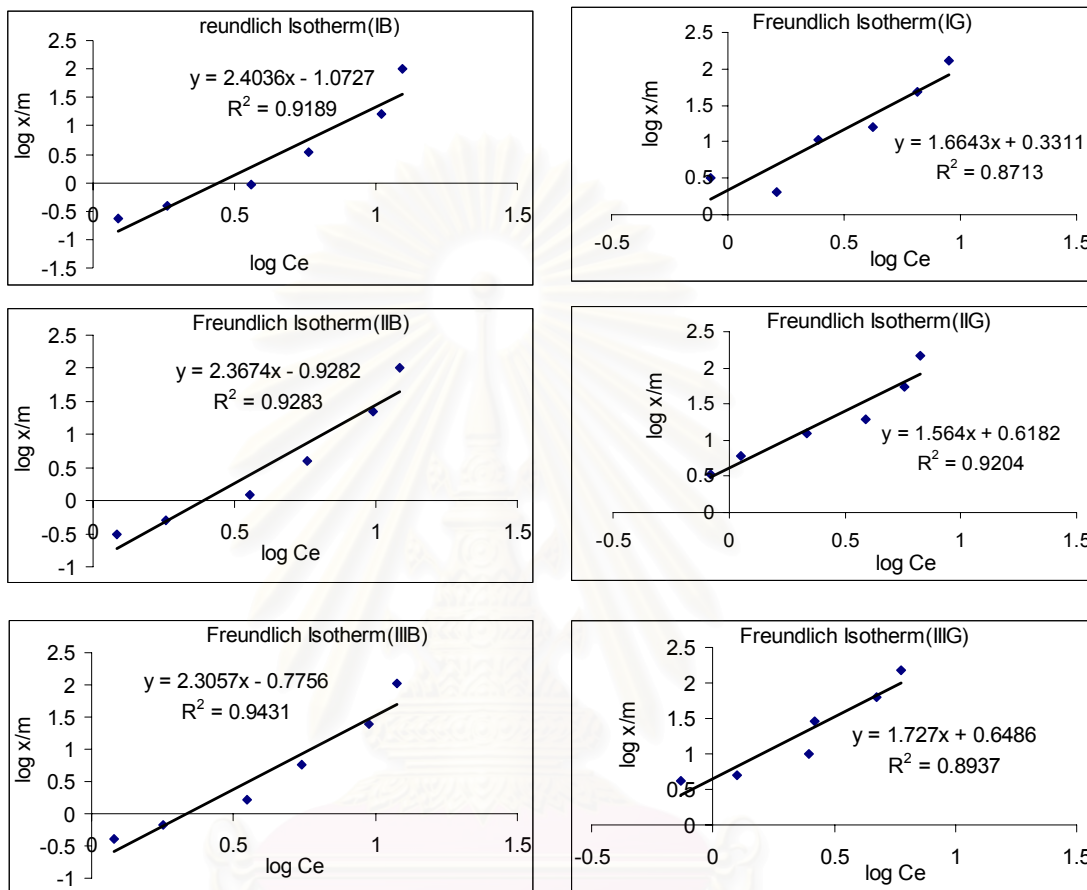 reundlich Isotherm(IB)
2.5
2
1.5
1
0.5
0
-0.5
-1
-1.5
0
0.5
1
1.5
y = 2.4036x - 1.0727
R² = 0.9189
log x/m
log Ce
Freundlich Isotherm(IG)
2.5
2
1.5
1
0.5
0
-0.5
0
0.5
1
1.5
y = 1.6643x + 0.3311
R² = 0.8713
log x/m
log Ce
Freundlich Isotherm(IIB)
2.5
2
1.5
1
0.5
0
-0.5
-1
0
0.5
1
1.5
y = 2.3674x - 0.9282
R² = 0.9283
log x/m
log Ce
Freundlich Isotherm(IIG)
2.5
2
1.5
1
0.5
0
-0.5
0
0.5
1
1.5
y = 1.564x + 0.6182
R² = 0.9204
log x/m
log Ce
Freundlich Isotherm(IIIB)
2.5
2
1.5
1
0.5
0
-0.5
-1
0
0.5
1
1.5
y = 2.3057x - 0.7756
R² = 0.9431
log x/m
log Ce
Freundlich Isotherm(IIIG)
2.5
2
1.5
1
0.5
0
-0.5
0
0.5
1
1.5
y = 1.727x + 0.6486
R² = 0.8937
log x/m
log Ce